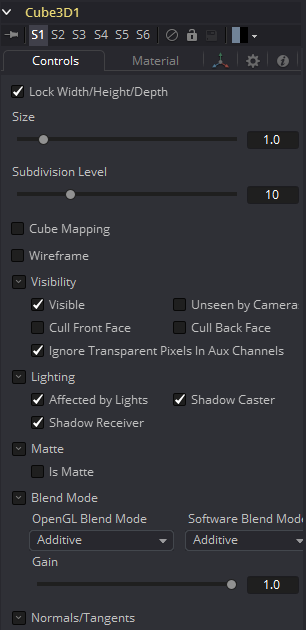 Cube3D1
S1 S2 S3 S4 S5 S6
Controls Material
Lock Width/Height/Depth
Size
1.0
Subdivision Level
10
Cube Mapping
Wireframe
Visibility
Visible Unseen by Cameras
Cull Front Face Cull Back Face
Ignore Transparent Pixels In Aux Channels
Lighting
Affected by Lights Shadow Caster
Shadow Receiver
Matte
Is Matte
Blend Mode
OpenGL Blend Mode Software Blend Mode
Additive Additive
Gain
1.0
Normals/Tangents